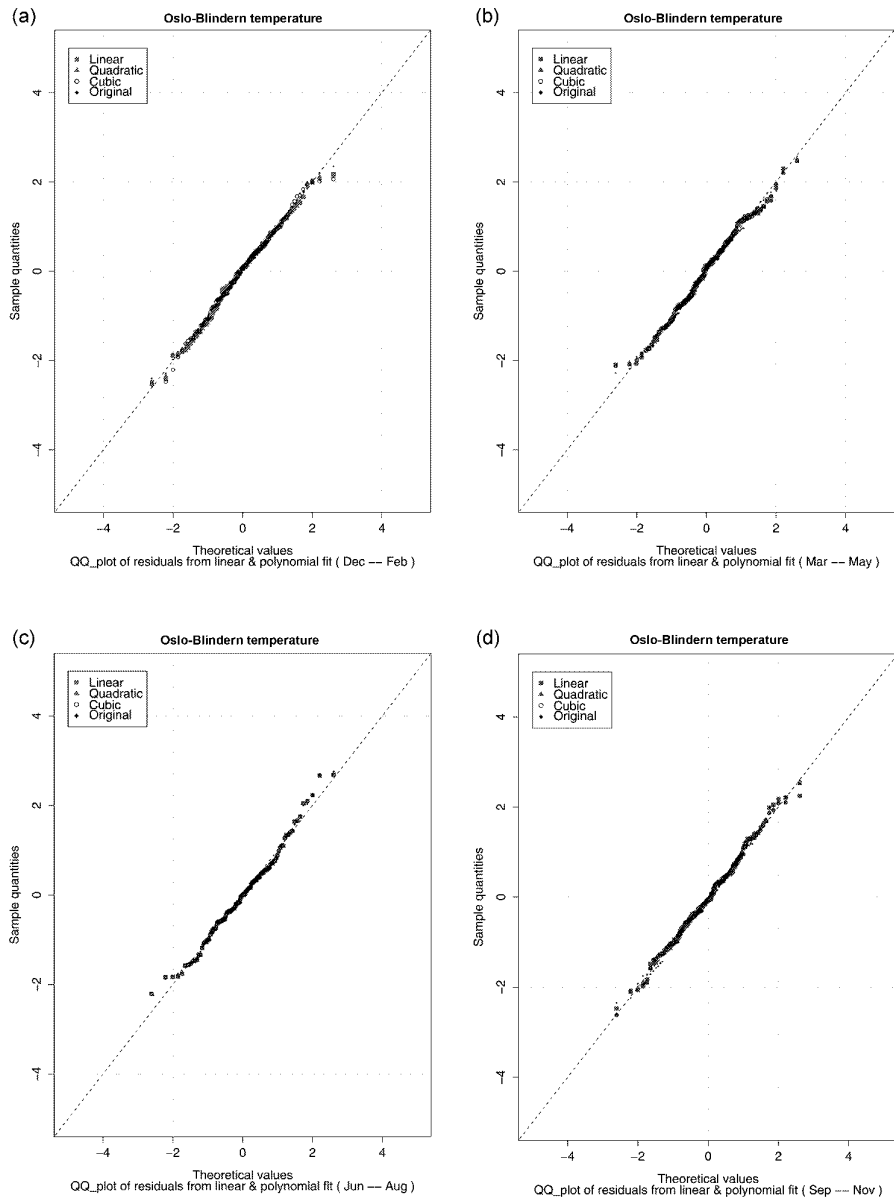 (a)
Oslo-Blindern temperature
Linear
Quadratic
Cubic
Original
4
2
0
−2
−4
Sample quantities
−4 −2 0 2 4
Theoretical values
QQ_plot of residuals from linear & polynomial fit ( Dec −− Feb )
(b)
Oslo-Blindern temperature
Linear
Quadratic
Cubic
Original
4
2
0
−2
−4
Sample quantities
−4 −2 0 2 4
Theoretical values
QQ_plot of residuals from linear & polynomial fit ( Mar −− May )
(c)
Oslo-Blindern temperature
Linear
Quadratic
Cubic
Original
4
2
0
−2
−4
Sample quantities
−4 −2 0 2 4
Theoretical values
QQ_plot of residuals from linear & polynomial fit ( Jun −− Aug )
(d)
Oslo-Blindern temperature
Linear
Quadratic
Cubic
Original
4
2
0
−2
−4
Sample quantities
−4 −2 0 2 4
Theoretical values
QQ_plot of residuals from linear & polynomial fit ( Sep −− Nov )